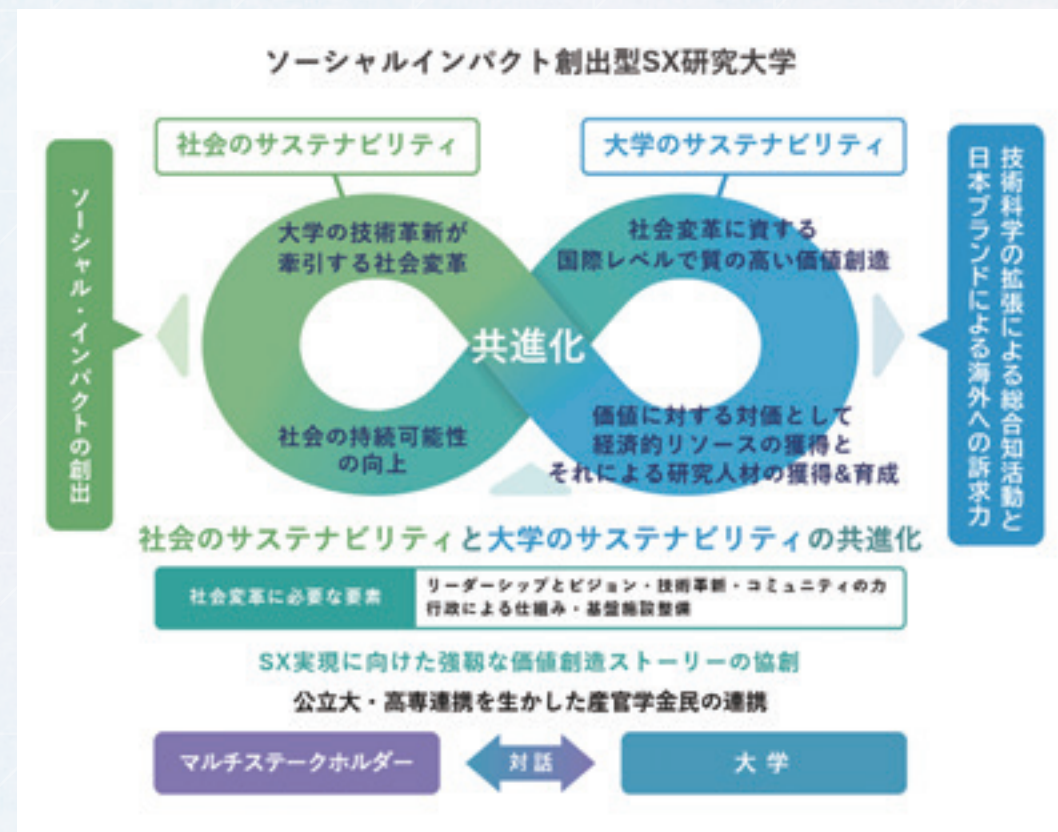 ソーシャルインパクト創出型SX研究大学
社会のサステナビリティ
大学のサステナビリティ
ソーシャル・インパクトの創出
大学の技術革新が
牽引する社会変革
社会変革に資する
国際レベルで質の高い価値創造
技術科学の拡張による総合知活動と
日本ブランドによる海外への訴求力
共進化
社会の持続可能性
の向上
価値に対する対価として
経済的リソースの獲得と
それによる研究人材の獲得&育成
社会のサステナビリティと大学のサステナビリティの共進化
社会変革に必要な要素
リーダーシップとビジョン・技術革新・コミュニティの力
行政による仕組み・基盤施設整備
SX実現に向けた強靱な価値創造ストーリーの協創
公立大・高専連携を生かした産官学金民の連携
マルチステークホルダー
対話
大学